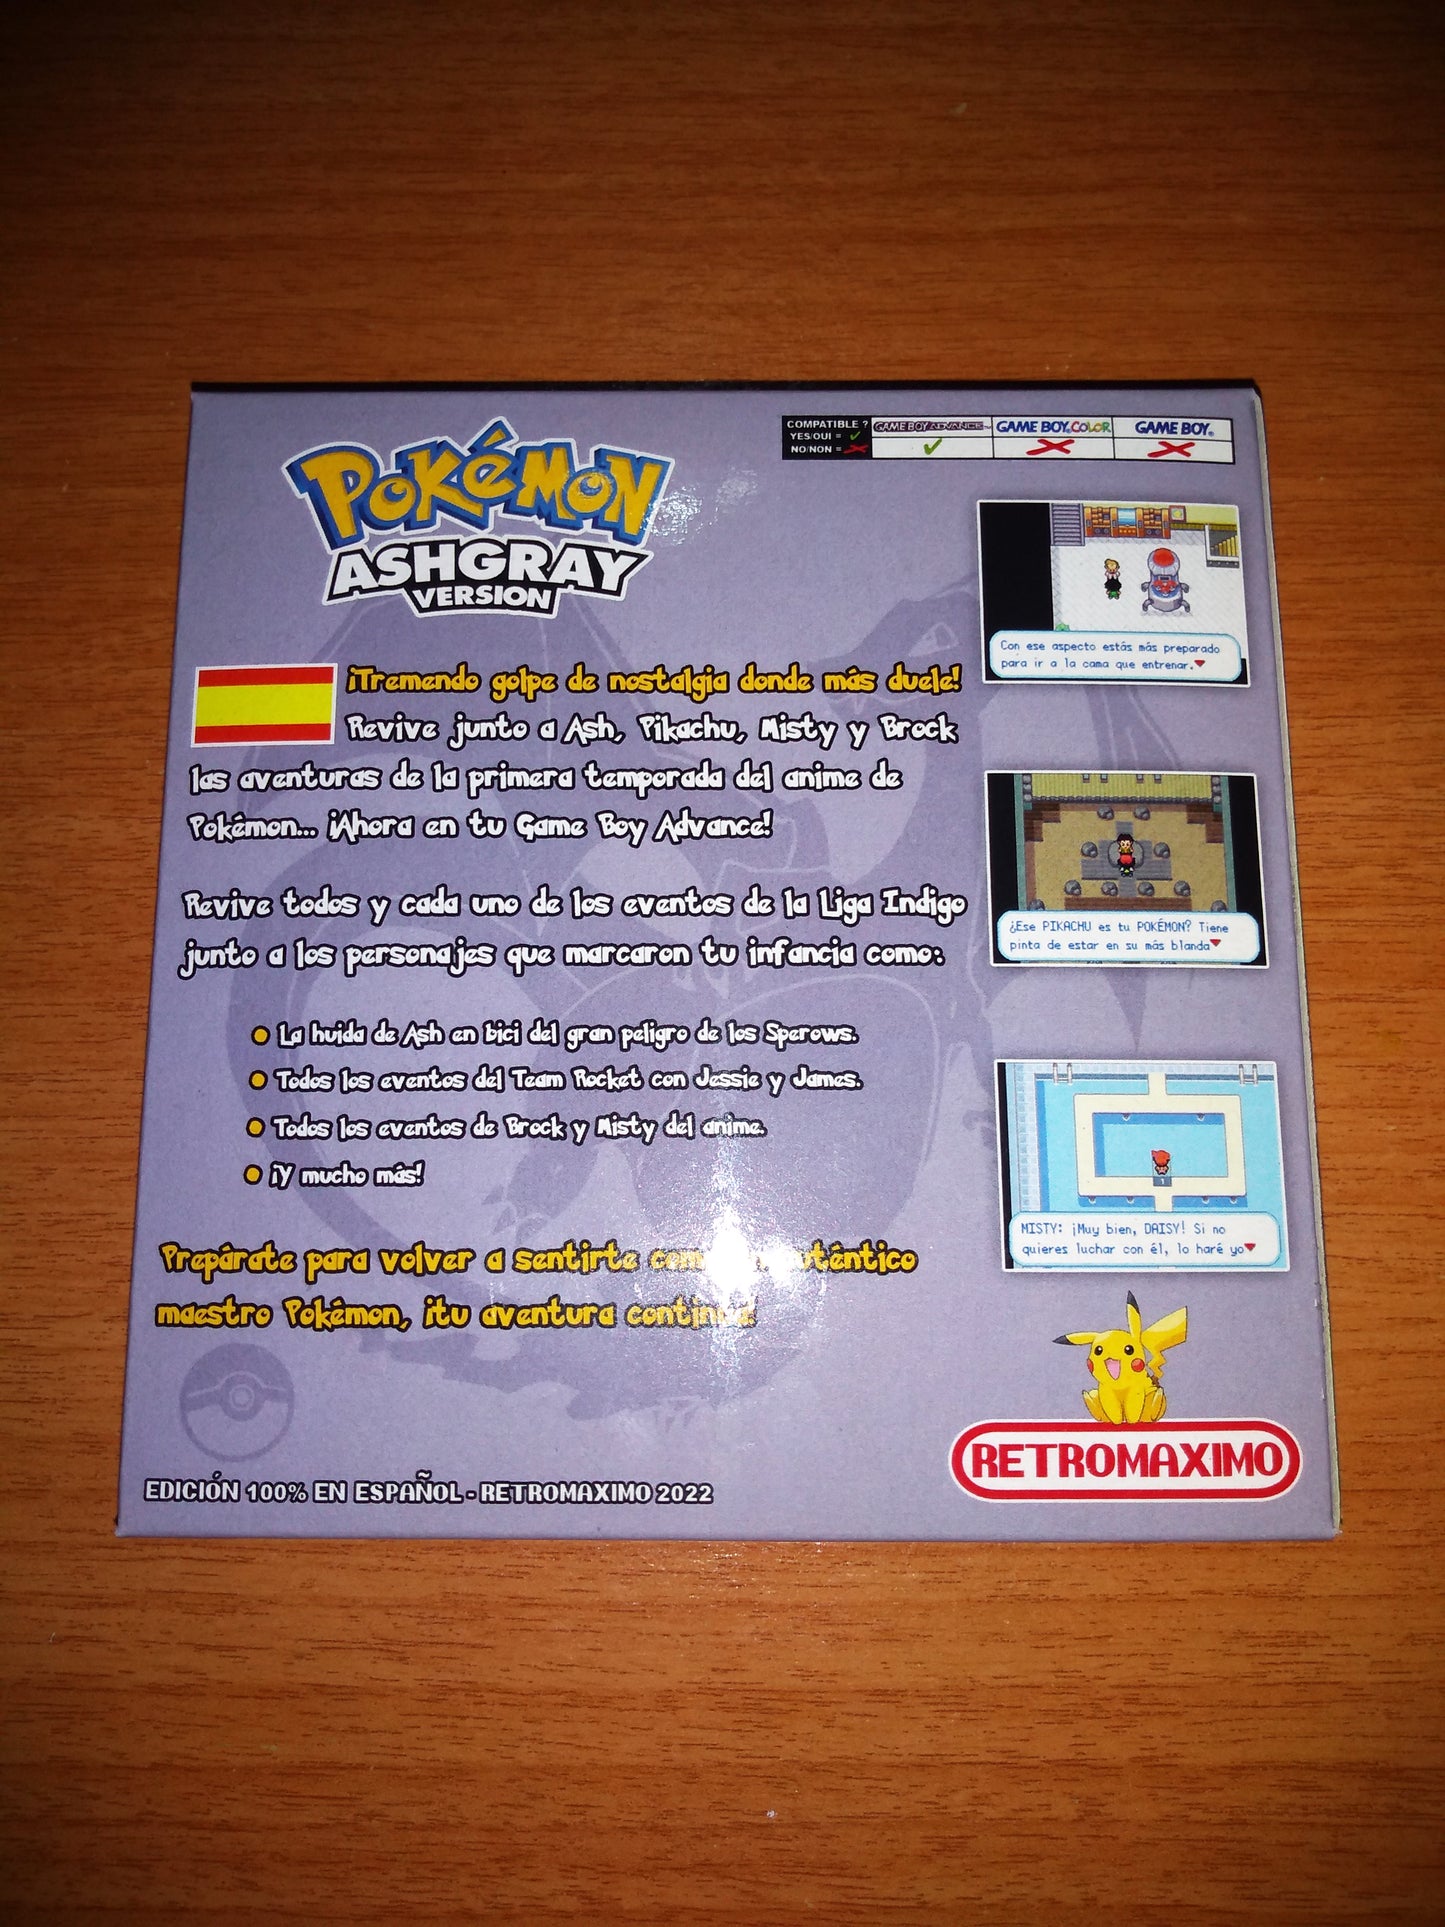 POKéMON
ASHGRAY
VERSION
COMPATIBLE ?
YES/OUI =
NO/NON =
GAME BOY ADVANCE
GAME BOY COLOR
GAME BOY
¡Tremendo golpe de nostalgia donde más duele!
Revive junto a Ash, Pikachu, Misty y Brock
las aventuras de la primera temporada del anime de
Pokémon... ¡Ahora en tu Game Boy Advance!
Revive todos y cada uno de los eventos de la Liga Indigo
junto a los personajes que marcaron tu infancia como:
La huida de Ash en bici del gran peligro de los Sperows.
Todos los eventos del Team Rocket con Jessie y James.
Todos los eventos de Brock y Misty del anime.
¡Y mucho más!
Prepárate para volver a sentirte auténtico
maestro Pokémon, ¡tu aventura continúa!
Con ese aspecto estás más preparado
para ir a la cama que entrenar.
¿Ese PIKACHU es tu POKÉMON? Tiene
pinta de estar en su más blanda
1
MISTY: ¡Muy bien, DAISY! Si no
quieres luchar con él, lo haré yo
RETROMAXIMO
EDICIÓN 100% EN ESPAÑOL - RETROMAXIMO 2022